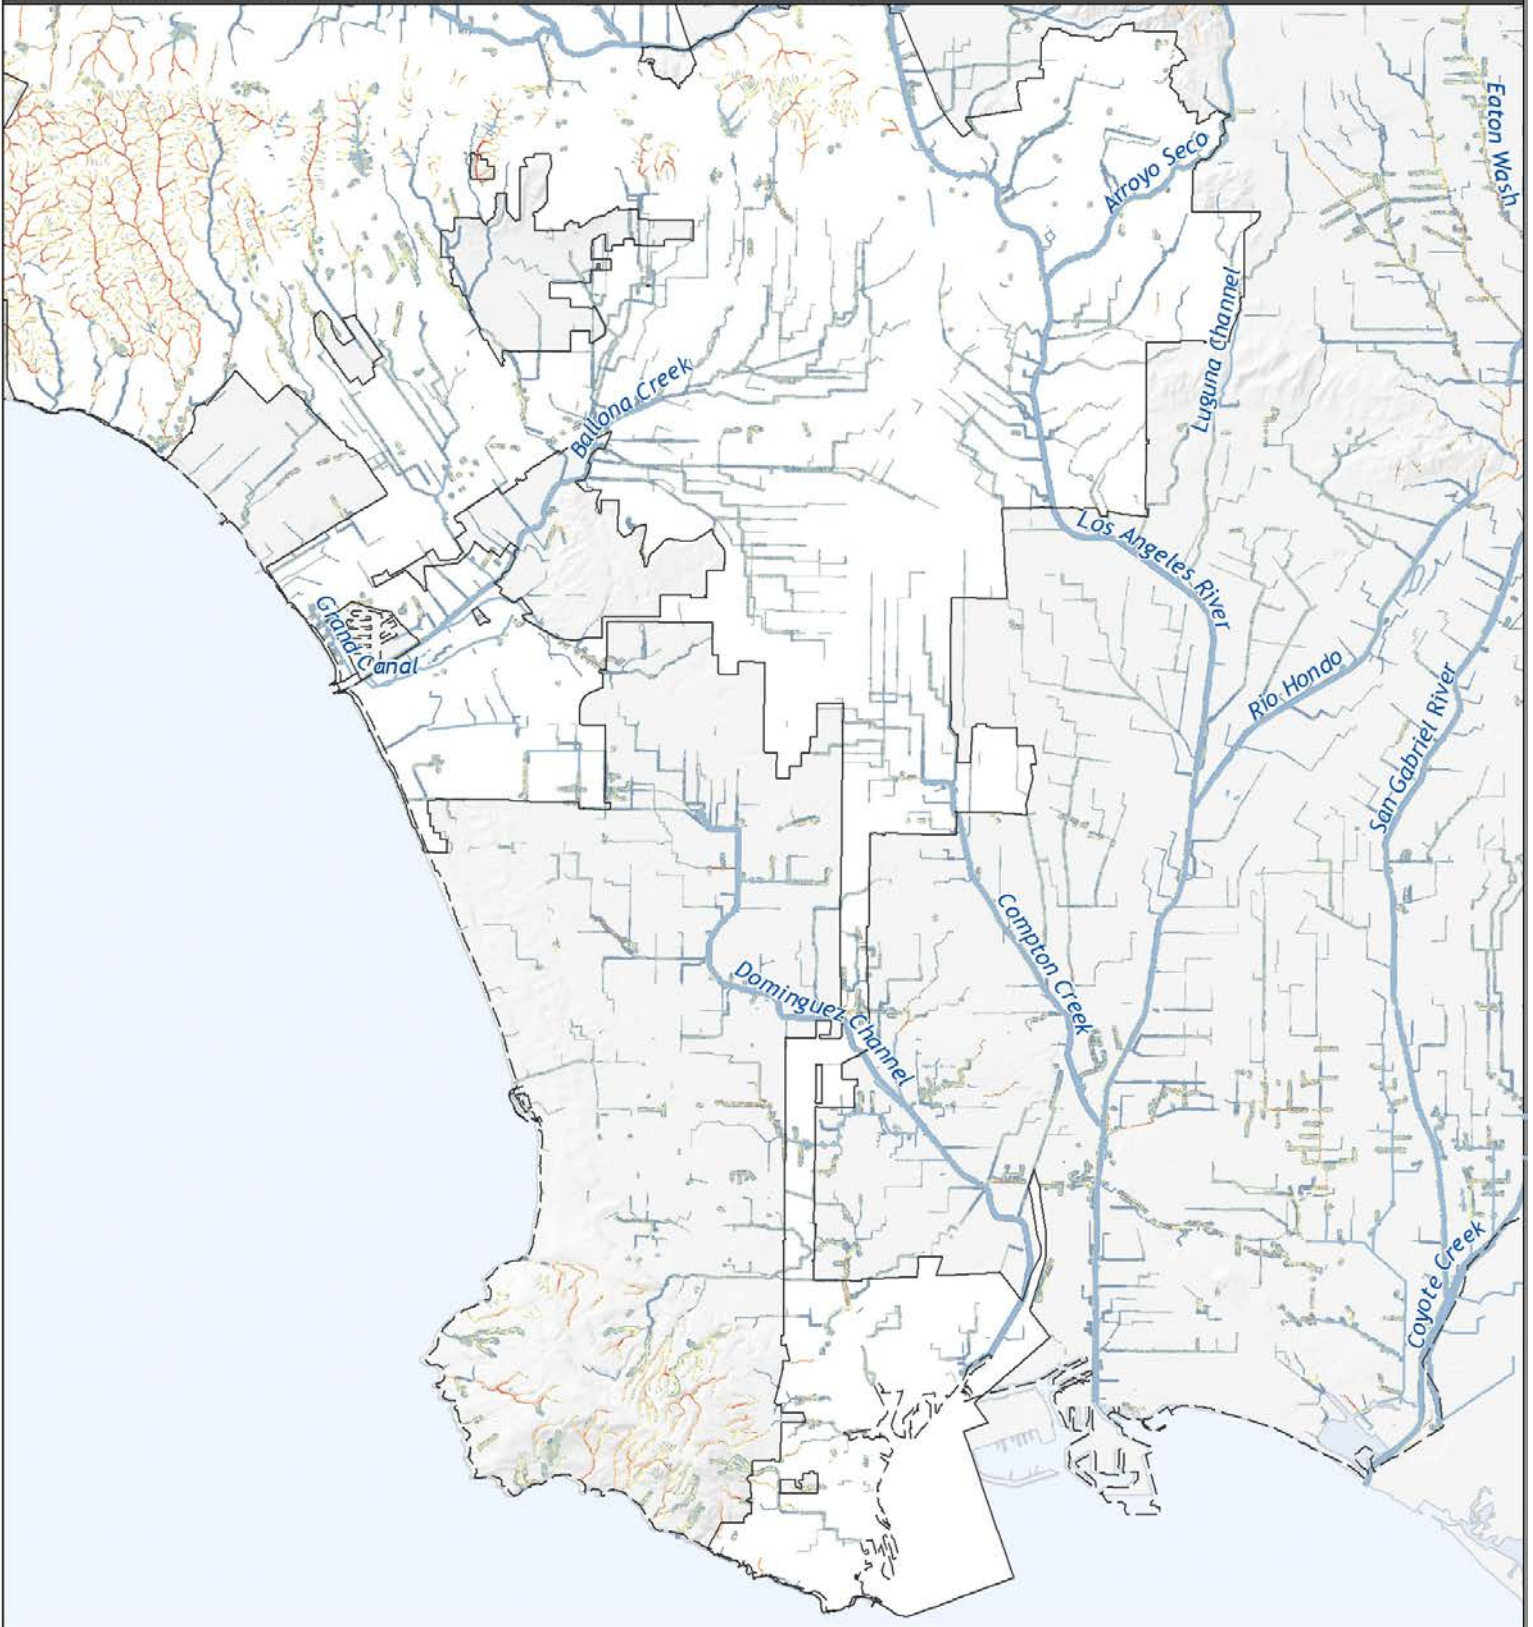 Eaton Wash
Arroyo Seco
Luguna Channel
Ballona Creek
Los Angeles River
Grand Canal
Rio Hondo
San Gabriel River
Compton Creek
Dominguez Channel
Coyote Creek